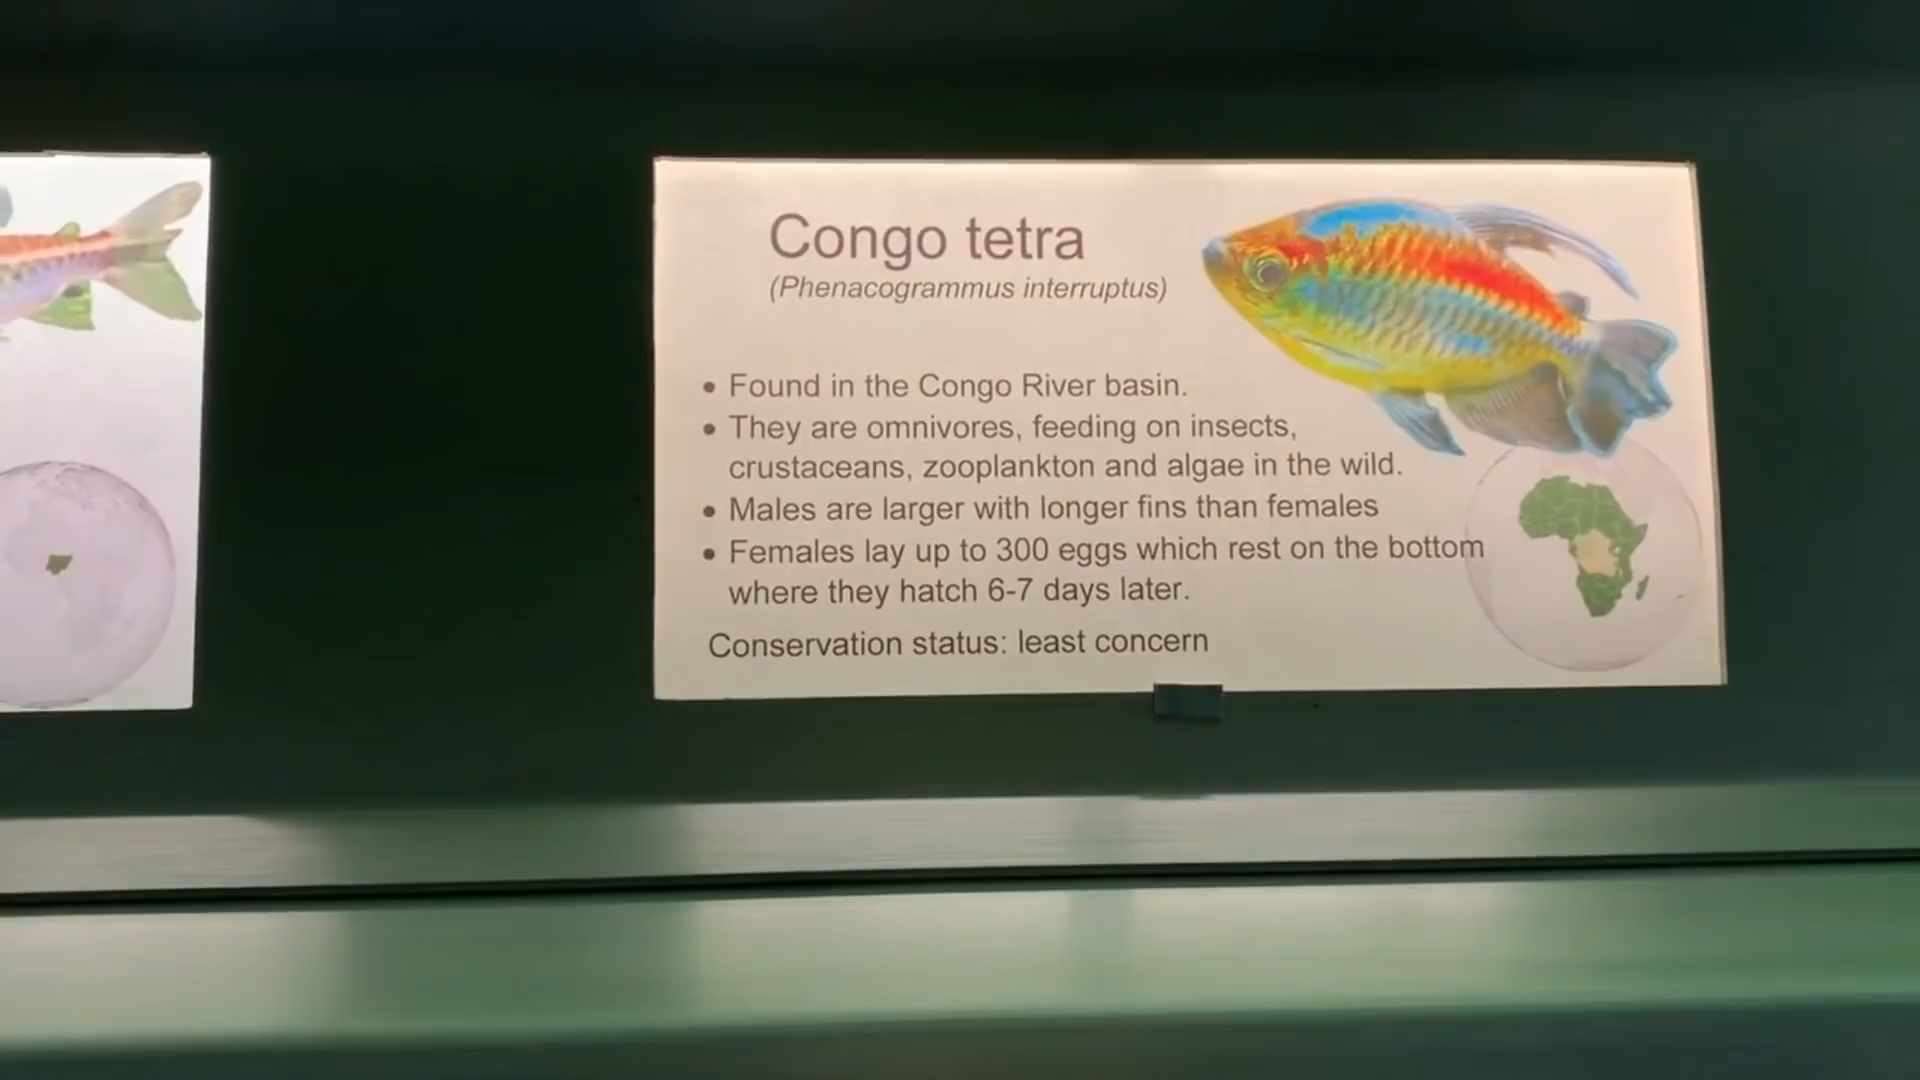 Congo tetra
(Phenacogrammus interruptus)
• Found in the Congo River basin.
• They are omnivores, feeding on insects,
crustaceans, zooplankton and algae in the wild.
• Males are larger with longer fins than females
• Females lay up to 300 eggs which rest on the bottom
where they hatch 6-7 days later.
Conservation status: least concern